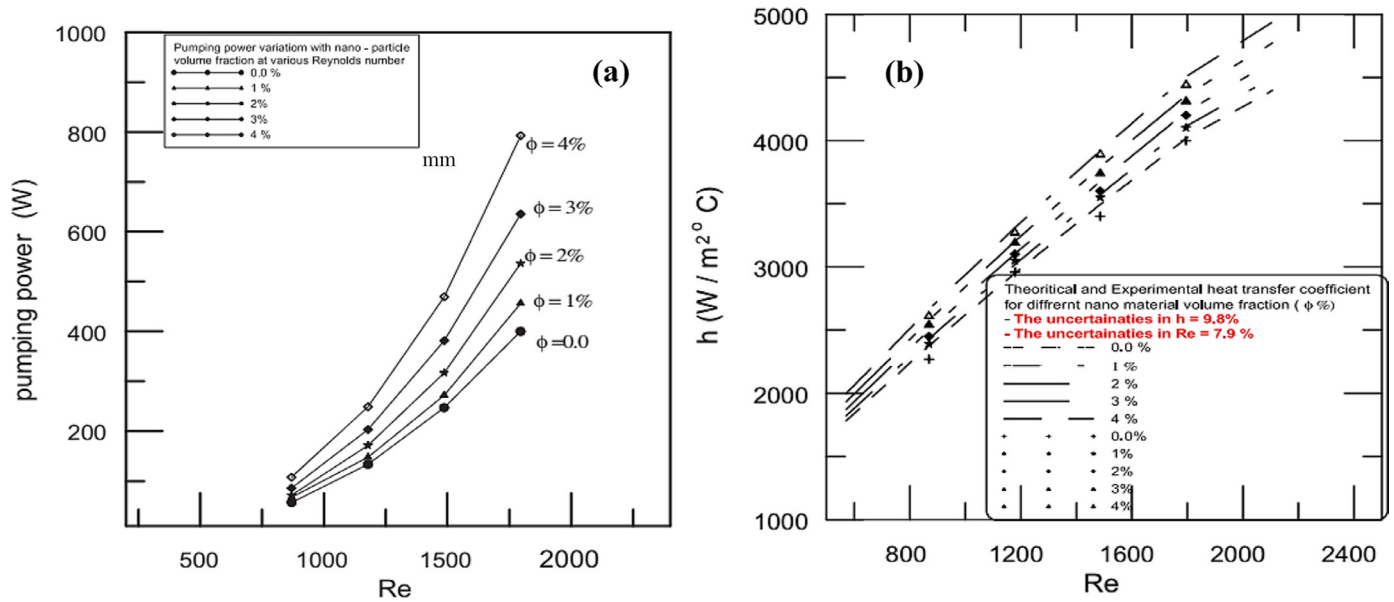 1000
800
600
400
200
pumping power (W)
Pumping power variatiom with nano - particle
volume fraction at various Reynolds number
0.0 %
1 %
2%
3%
4 %
(a)
mm
ϕ = 4%
ϕ = 3%
ϕ = 2%
ϕ = 1%
ϕ=0.0
500 1000 1500 2000
Re
5000
4000
3000
2000
1000
h (W / m² ° C)
(b)
Theoritical and Experimental heat transfer coefficient
for diffrernt nano material volume fraction ( ϕ %)
- The uncertainaties in h = 9.8%
- The uncertainaties in Re = 7.9 %
0.0 %
1 %
2 %
3 %
4 %
0.0%
1%
2%
3%
4%
800 1200 1600 2000 2400
Re